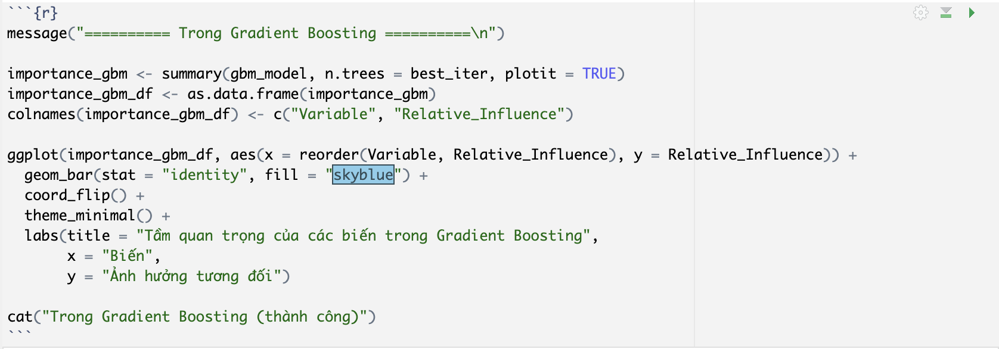 ```{r}
message("========== Trong Gradient Boosting ==========\n")
importance_gbm <- summary(gbm_model, n.trees = best_iter, plotit = TRUE)
importance_gbm_df <- as.data.frame(importance_gbm)
colnames(importance_gbm_df) <- c("Variable", "Relative_Influence")
ggplot(importance_gbm_df, aes(x = reorder(Variable, Relative_Influence), y = Relative_Influence)) +
  geom_bar(stat = "identity", fill = "skyblue") +
  coord_flip() +
  theme_minimal() +
  labs(title = "Tầm quan trọng của các biến trong Gradient Boosting",
       x = "Biến",
       y = "Ảnh hưởng tương đối")
cat("Trong Gradient Boosting (thành công)")
```